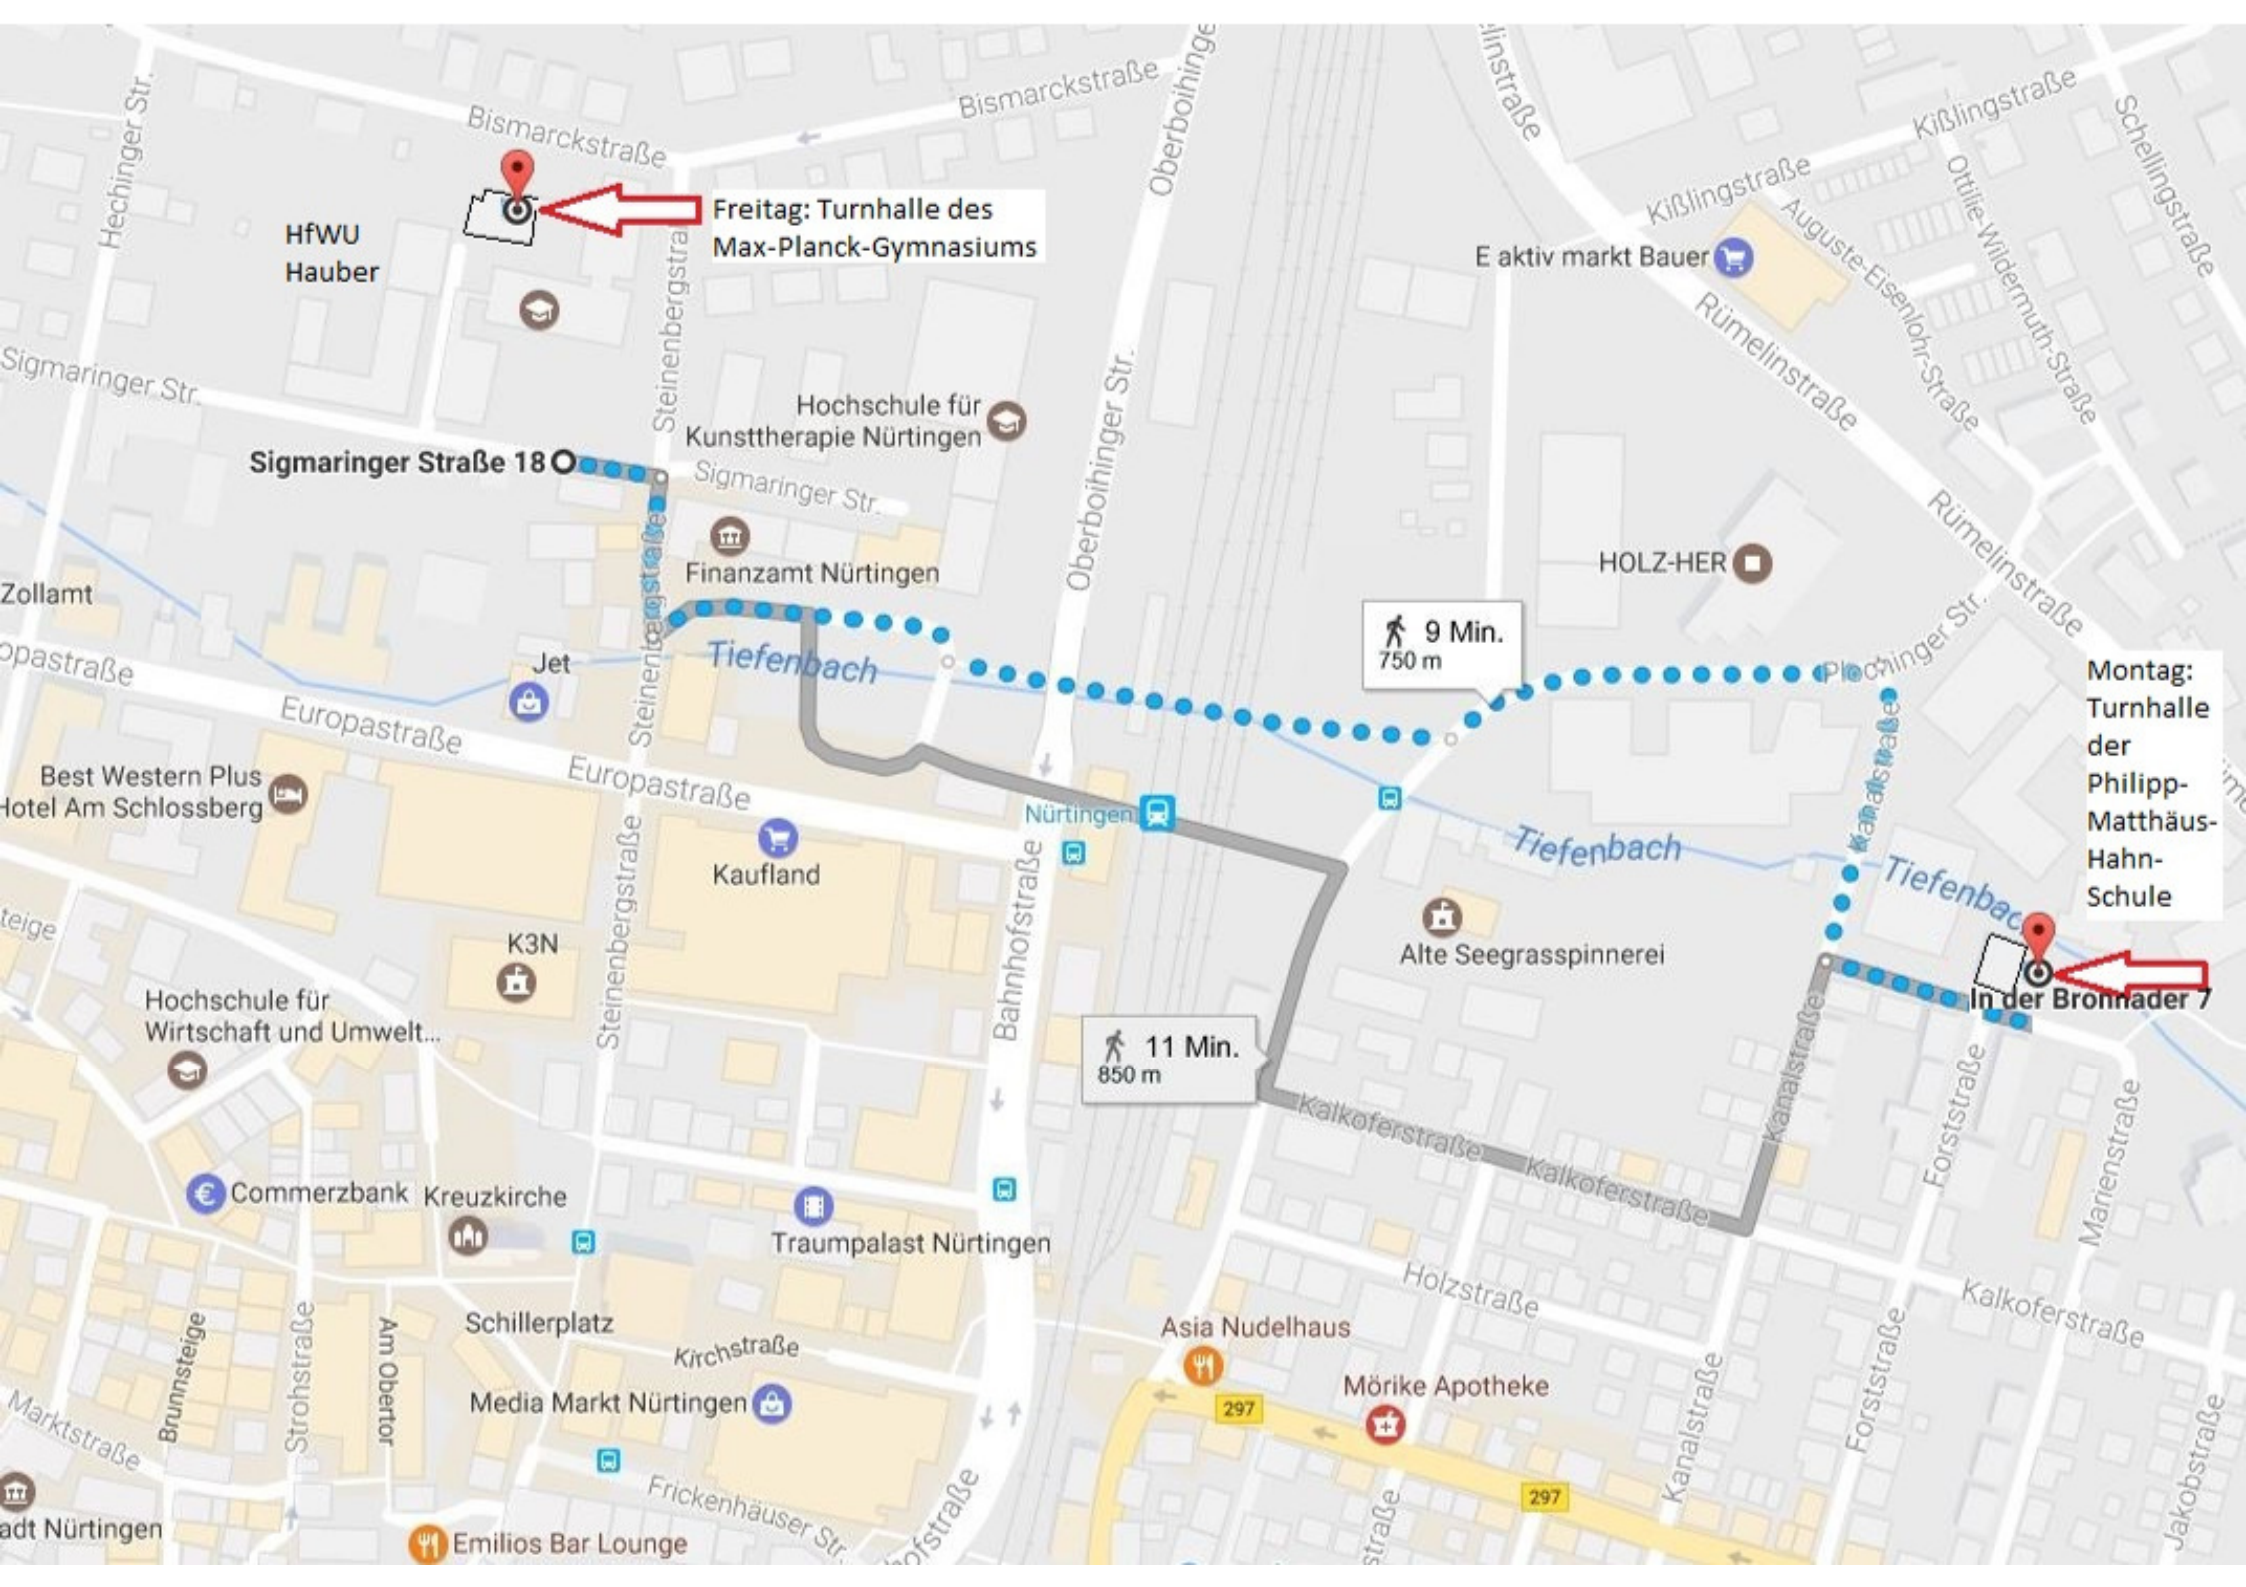 Hechinger Str.
Bismarckstraße
Bismarckstraße
Kißlingstraße
Kißlingstraße
Schellingstraße
Ottilie-Wildermuth-Straße
Auguste-Eisenlohr-Straße
HfWU
Hauber
Freitag: Turnhalle des
Max-Planck-Gymnasiums
E aktiv markt Bauer
Rümelinstraße
Rümelinstraße
Sigmaringer Str.
Hochschule für
Kunsttherapie Nürtingen
Oberboihinger Str.
Sigmaringer Straße 18
Sigmaringer Str.
Finanzamt Nürtingen
HOLZ-HER
Zollamt
9 Min.
750 m
Plochinger Str.
Jet
Tiefenbach
Montag:
Turnhalle
der
Philipp-
Matthäus-
Hahn-
Schule
Europastraße
Europastraße
Best Western Plus
Hotel Am Schlossberg
Kaufland
Nürtingen
Tiefenbach
Kanalstraße
Steinenbergstraße
Bahnhofstraße
K3N
Alte Seegrasspinnerei
In der Bronnader 7
Hochschule für
Wirtschaft und Umwelt...
11 Min.
850 m
Kalkoferstraße
Kalkoferstraße
Kanalstraße
Forststraße
Marienstraße
Commerzbank
Kreuzkirche
Traumpalast Nürtingen
Holzstraße
Kalkoferstraße
Schillerplatz
Kirchstraße
Asia Nudelhaus
Brunnsteige
Strohstraße
Am Obertor
Media Markt Nürtingen
Mörike Apotheke
297
Kanalstraße
Forststraße
Jakobstraße
Marktstraße
Frickenhäuser Str.
297
adt Nürtingen
Emilios Bar Lounge